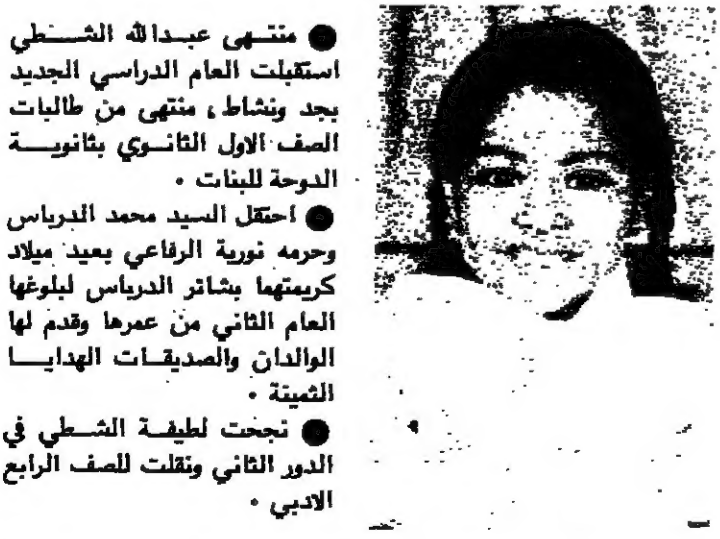 ● منتهى عبدالله الشطي
استقبلت العام الدراسي الجديد
بجد ونشاط ، منتهى من طالبات
الصف الاول الثانوي بثانوية
الدوحة للبنات .
● احتفل السيد محمد الدرباس
وحرمه نورية الرفاعي بعيد ميلاد
كريمتهما بشائر الدرباس لبلوغها
العام الثاني من عمرها وقدم لها
الوالدان والصديقات الهدايا
الثمينة .
● نجحت لطيفة الشطي في
الدور الثاني ونقلت للصف الرابع
الادبي .